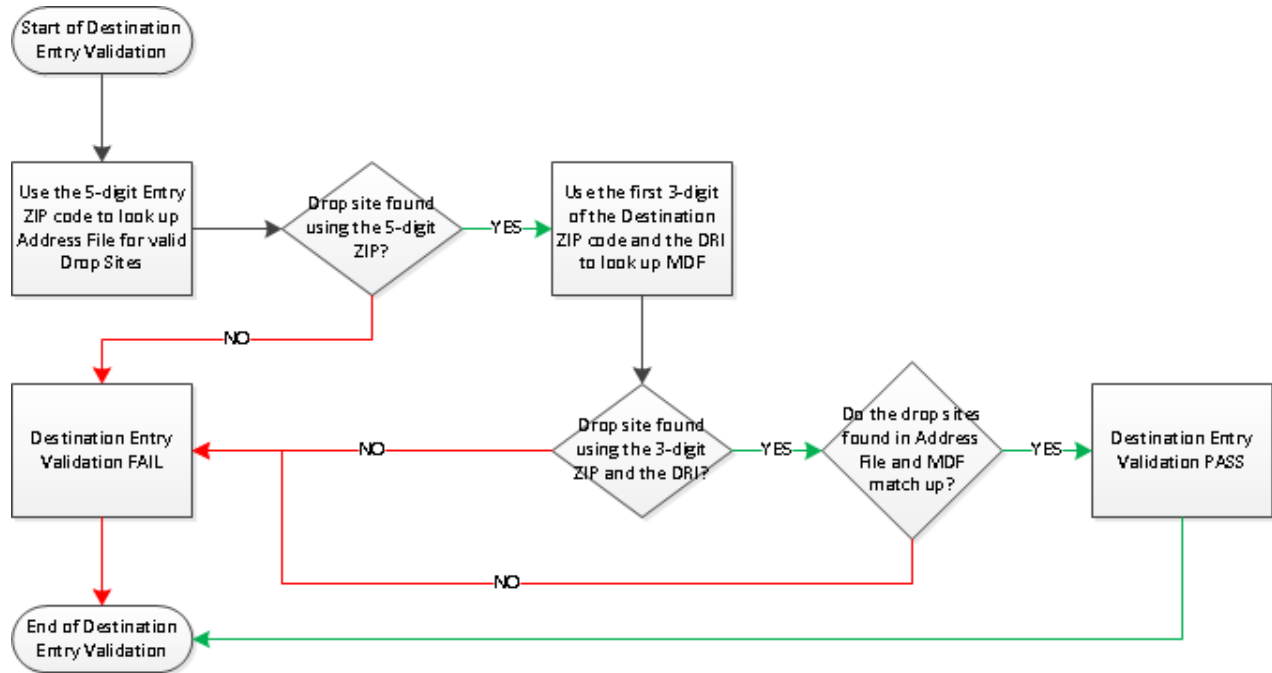 Start of Destination
Entry Validation
Use the 5-digit Entry
ZIP code to look up
Address File for valid
Drop Sites
Drop site found
using the 5-digit
ZIP?
YES
Use the first 3-digit
of the Destination
ZIP code and the DRI
to look up MDF
NO
Destination Entry
Validation FAIL
NO
Drop site found
using the 3-digit
ZIP and the DRI?
YES
Do the drop sites
found in Address
File and MDF
match up?
YES
Destination Entry
Validation PASS
NO
End of Destination
Entry Validation